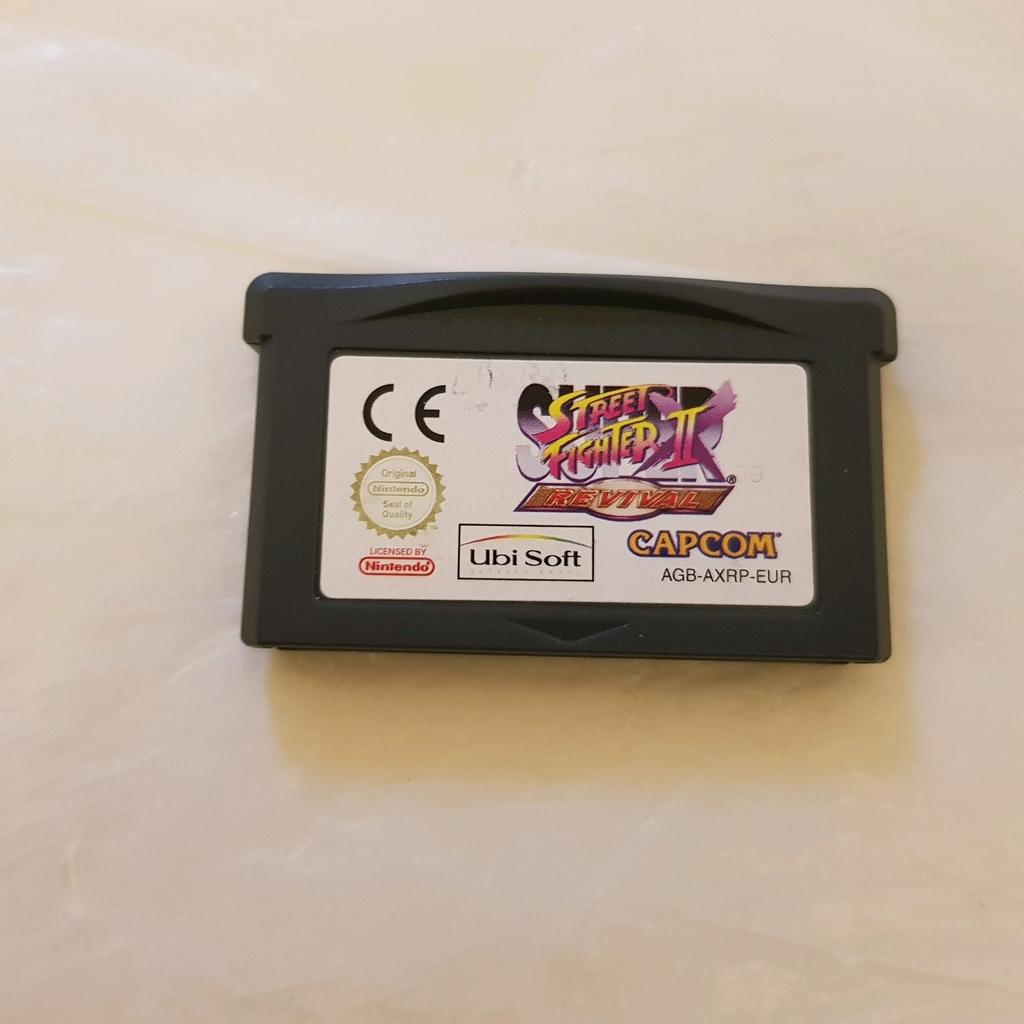 CE
SUPER
STREET
FIGHTER II X
®
REVIVAL
Original
Nintendo
Seal of
Quality
™
LICENSED BY
Nintendo®
Ubi Soft
CAPCOM®
AGB-AXRP-EUR